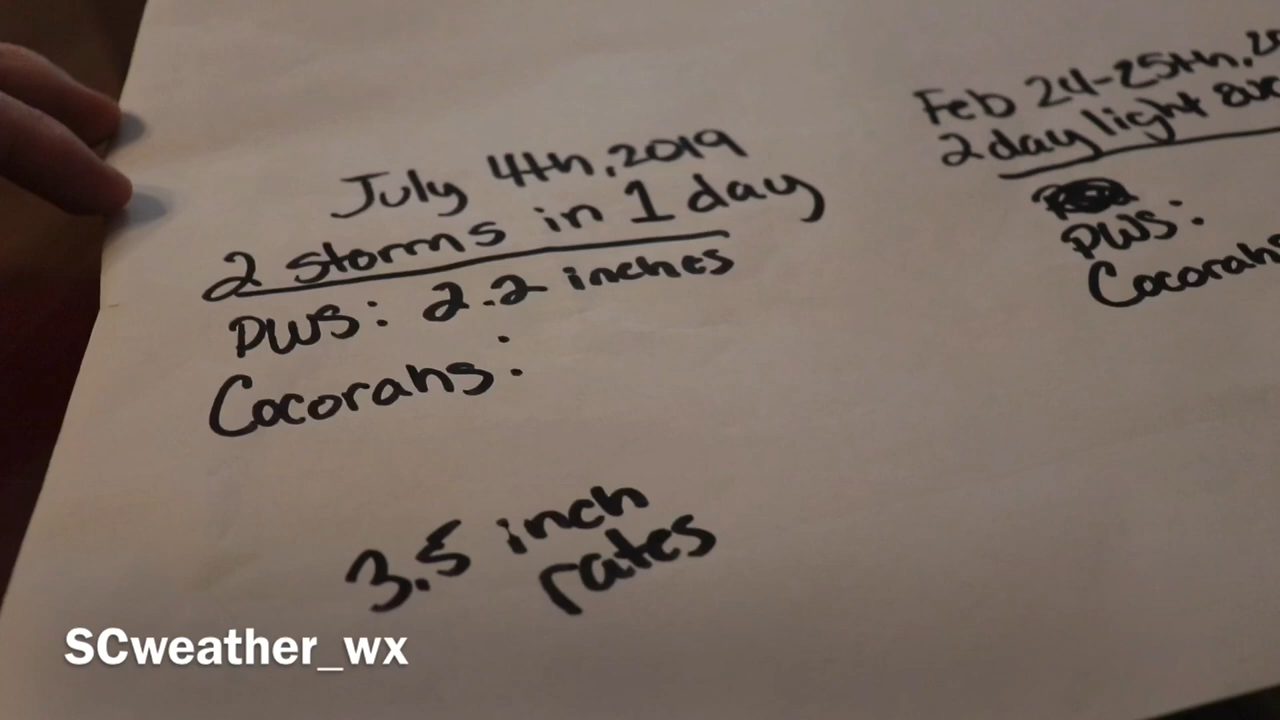 July 4th, 2019
2 storms in 1 day
PWS: 2.2 inches
Cocorahs:
3.5 inch
rates
Feb 24-25th,
2 day light
PWS:
Cocorahs
SCweather_wx